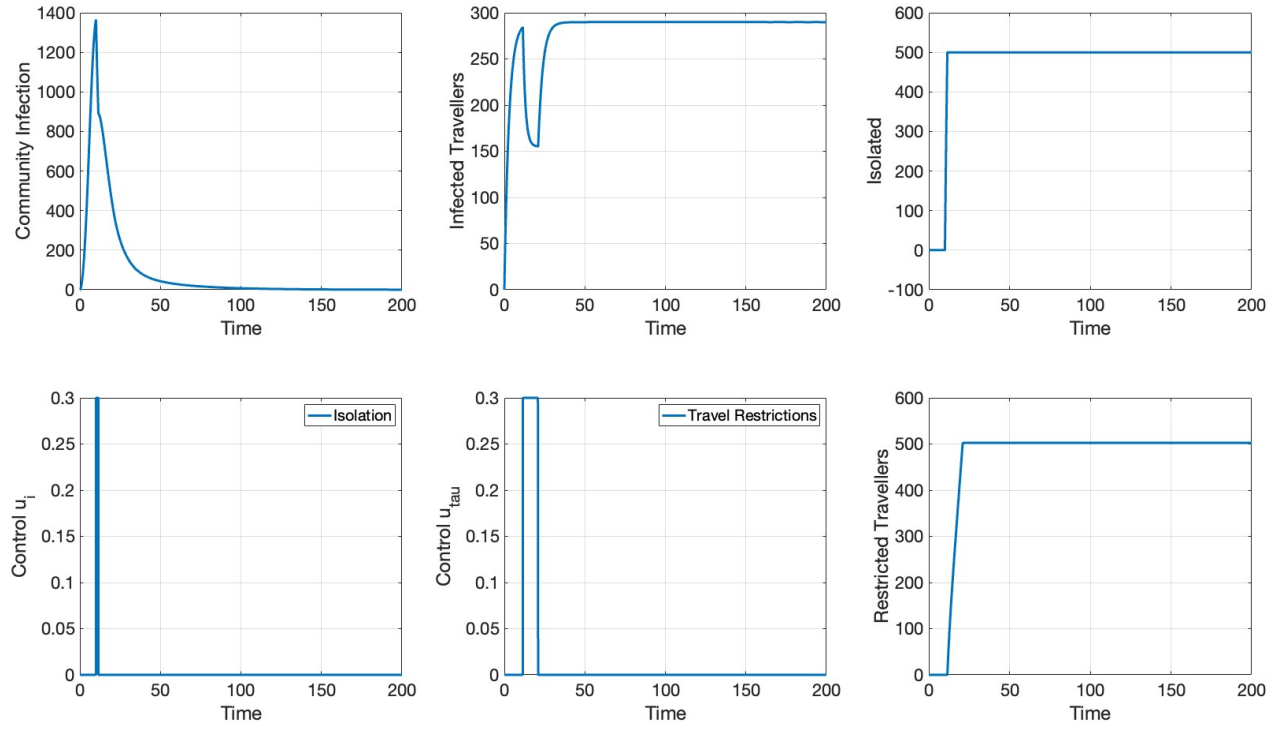 Community Infection
1400
1200
1000
800
600
400
200
0
0 50 100 150 200
Time
Infected Travellers
300
250
200
150
100
50
0
0 50 100 150 200
Time
Isolated
600
500
400
300
200
100
0
-100
0 50 100 150 200
Time
Control u_i
0.3
0.25
0.2
0.15
0.1
0.05
0
Isolation
0 50 100 150 200
Time
Control u_tau
0.3
0.25
0.2
0.15
0.1
0.05
0
Travel Restrictions
0 50 100 150 200
Time
Restricted Travellers
600
500
400
300
200
100
0
0 50 100 150 200
Time